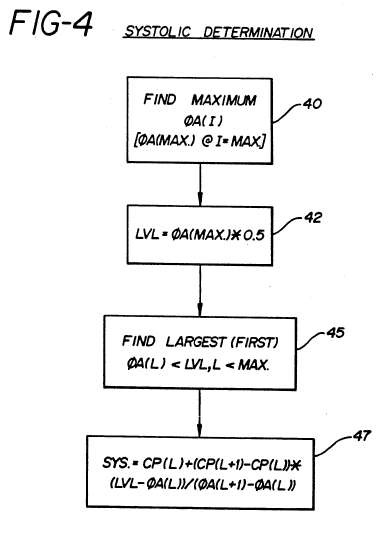 FIG-4
SYSTOLIC DETERMINATION
FIND MAXIMUM
ØA(I)
[ØA(MAX.) @ I=MAX]
40
LVL=ØA(MAX.)*0.5
42
FIND LARGEST (FIRST)
ØA(L) < LVL, L < MAX.
45
SYS.= CP(L)+(CP(L+1)-CP(L))*
(LVL-ØA(L))/(ØA(L+1)-ØA(L))
47